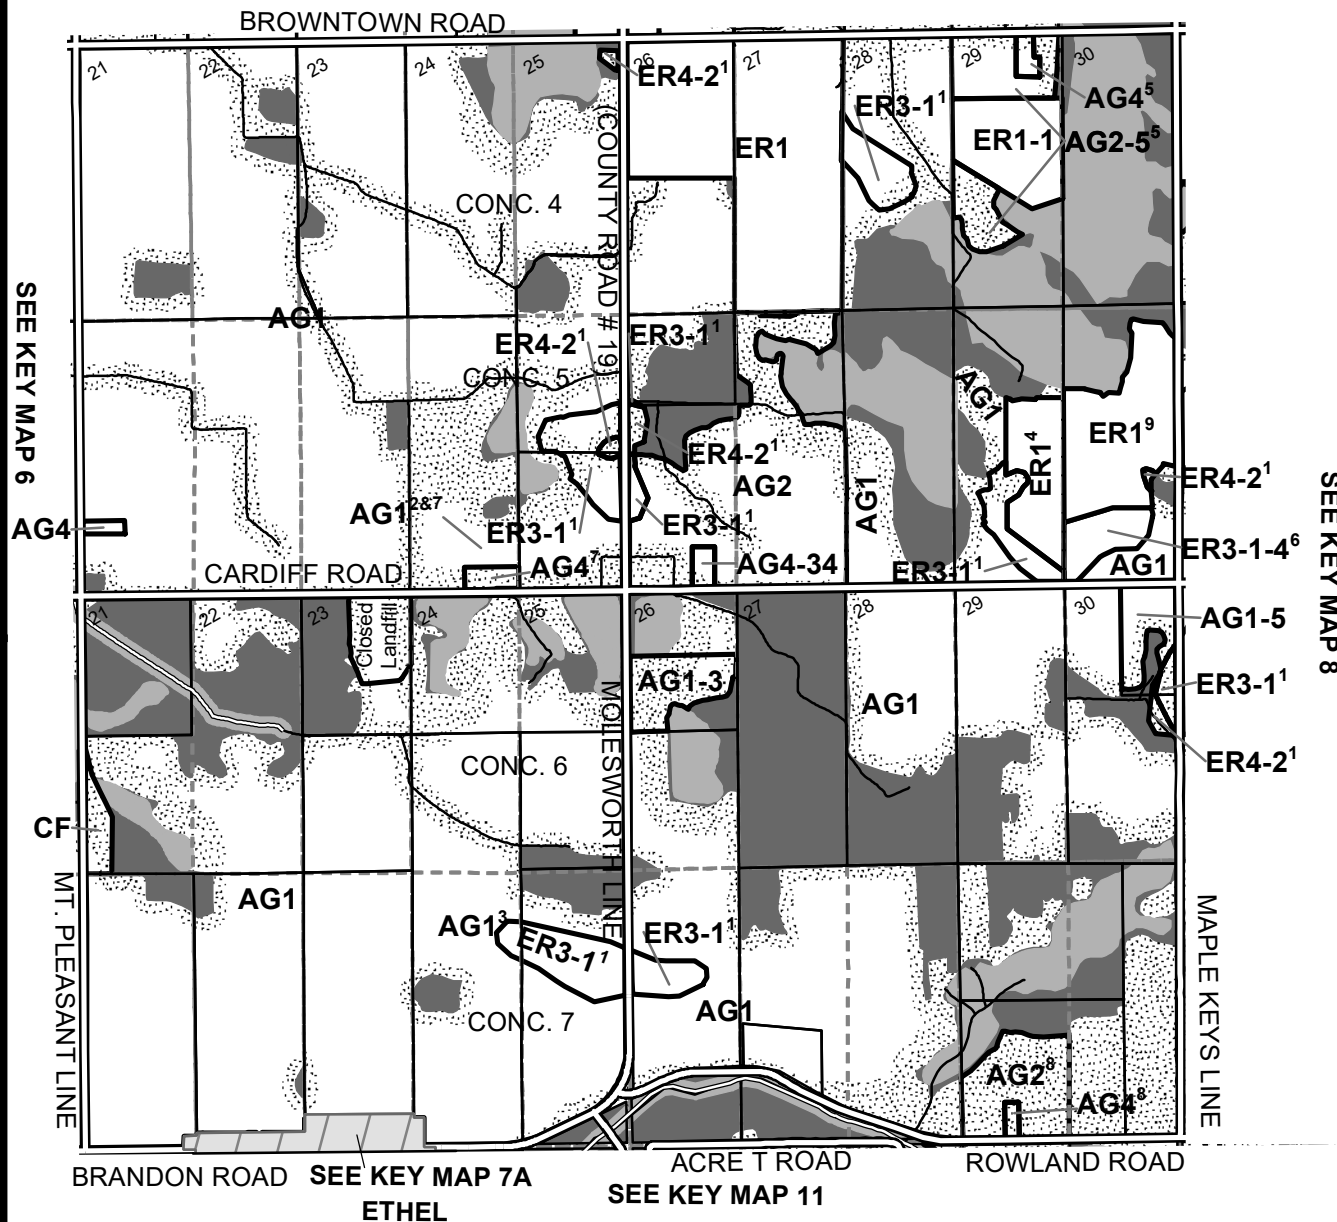 BROWNTOWN ROAD
21
22
23
24
25
26
27
28
29
30
ER4-2¹
ER3-1¹
AG4⁵
ER1-1
AG2-5⁵
ER1
CONC. 4
(COUNTY ROAD # 19)
SEE KEY MAP 6
AG1
ER4-2¹
ER3-1¹
CONC. 5
AG1
ER1⁴
ER1⁹
ER4-2¹
AG2
AG1
ER4-2¹
SEE KEY MAP 8
AG1²&⁷
AG4
ER3-1¹
ER3-1¹
ER3-1-4⁶
AG4⁷
AG4-34
ER3-1¹
AG1
CARDIFF ROAD
21
22
23
24
25
26
27
28
29
30
Closed
Landfill
AG1-5
AG1-3
AG1
ER3-1¹
MOLESWORTH LINE
CONC. 6
ER4-2¹
CF
AG1
AG1³
ER3-1¹
ER3-1¹
MT. PLEASANT LINE
MAPLE KEYS LINE
AG1
CONC. 7
AG2⁸
AG4⁸
BRANDON ROAD
SEE KEY MAP 7A
ETHEL
ACRE T ROAD
SEE KEY MAP 11
ROWLAND ROAD